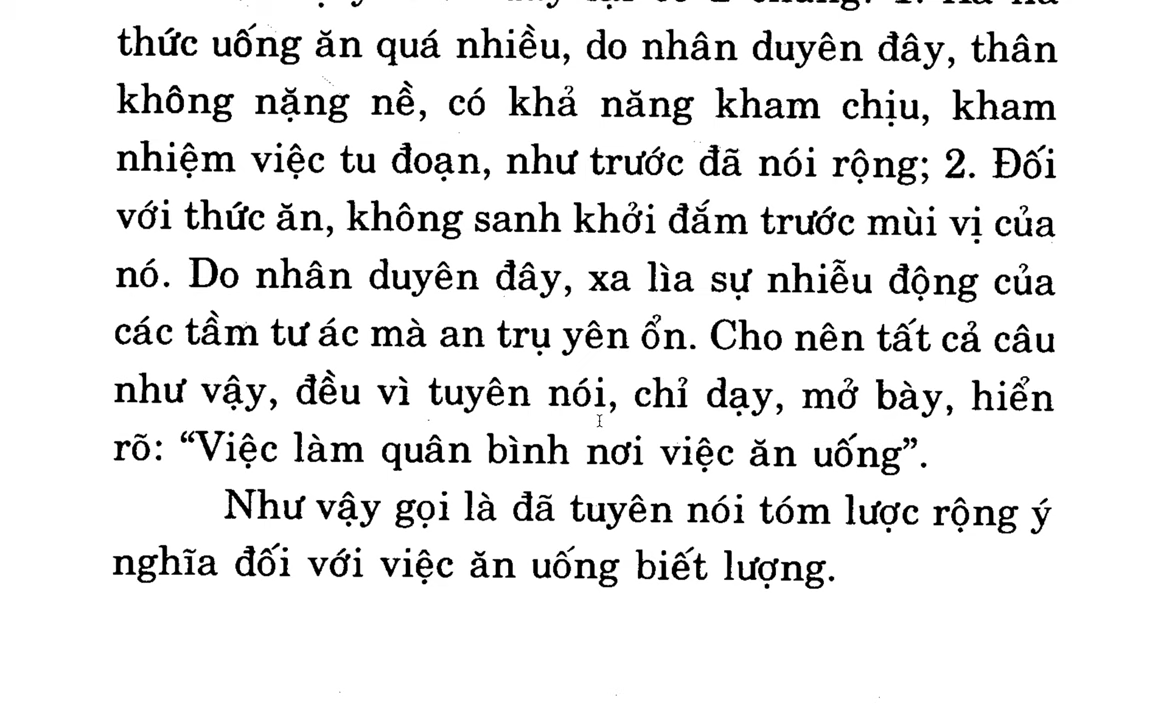 thức uống ăn quá nhiều, do nhân duyên đây, thân
không nặng nề, có khả năng kham chịu, kham
nhiệm việc tu đoạn, như trước đã nói rộng; 2. Đối
với thức ăn, không sanh khởi đắm trước mùi vị của
nó. Do nhân duyên đây, xa lìa sự nhiễu động của
các tầm tư ác mà an trụ yên ổn. Cho nên tất cả câu
như vậy, đều vì tuyên nói, chỉ dạy, mở bày, hiển
rõ: “Việc làm quân bình nơi việc ăn uống”.
Như vậy gọi là đã tuyên nói tóm lược rộng ý
nghĩa đối với việc ăn uống biết lượng.